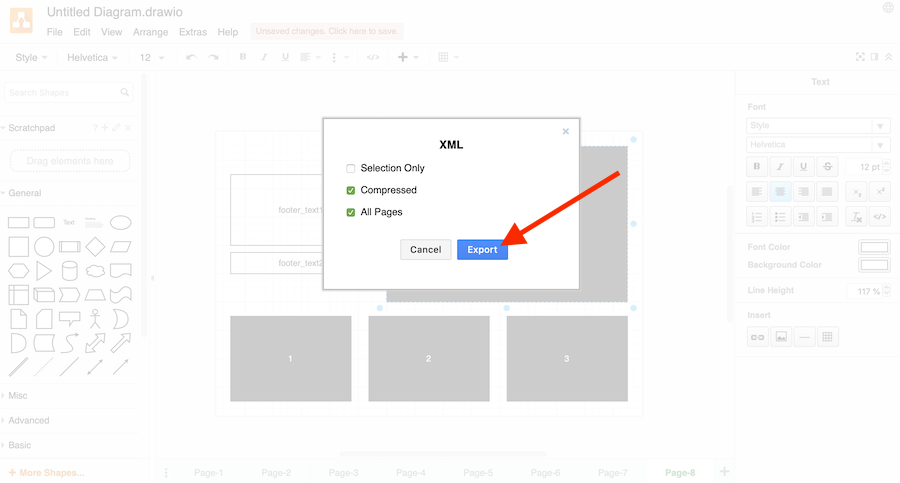 Untitled Diagram.drawio
File Edit View Arrange Extras Help Unsaved changes. Click here to save.
Style Helvetica 12 B I U </>
Search Shapes
Scratchpad ?
Drag elements here
General
Text
Misc
Advanced
Basic
+ More Shapes...
footer_text1
footer_text2
XML
Selection Only
Compressed
All Pages
Cancel Export
1 2 3
Page-1 Page-2 Page-3 Page-4 Page-5 Page-6 Page-7 Page-8
Text
Font
Style
Helvetica
B I U S 12 pt
Font Color
Background Color
Line Height 117 %
Insert